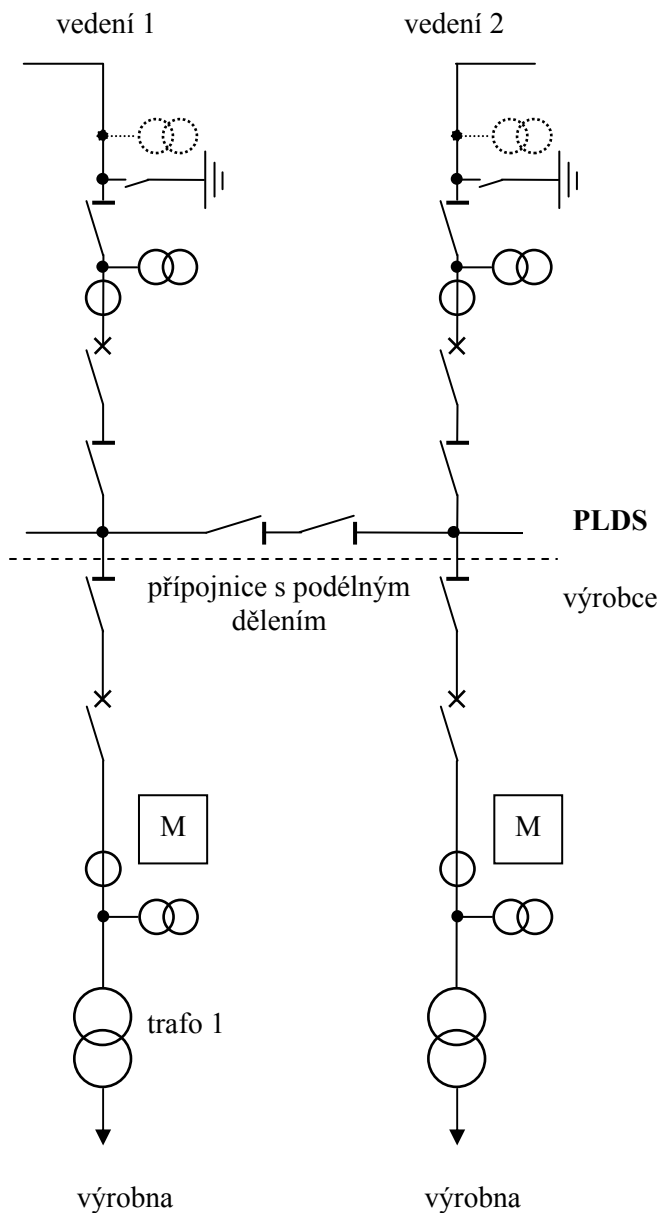 vedení 1
vedení 2
PLDS
přípojnice s podélným
dělením
výrobce
M
M
trafo 1
výrobna
výrobna